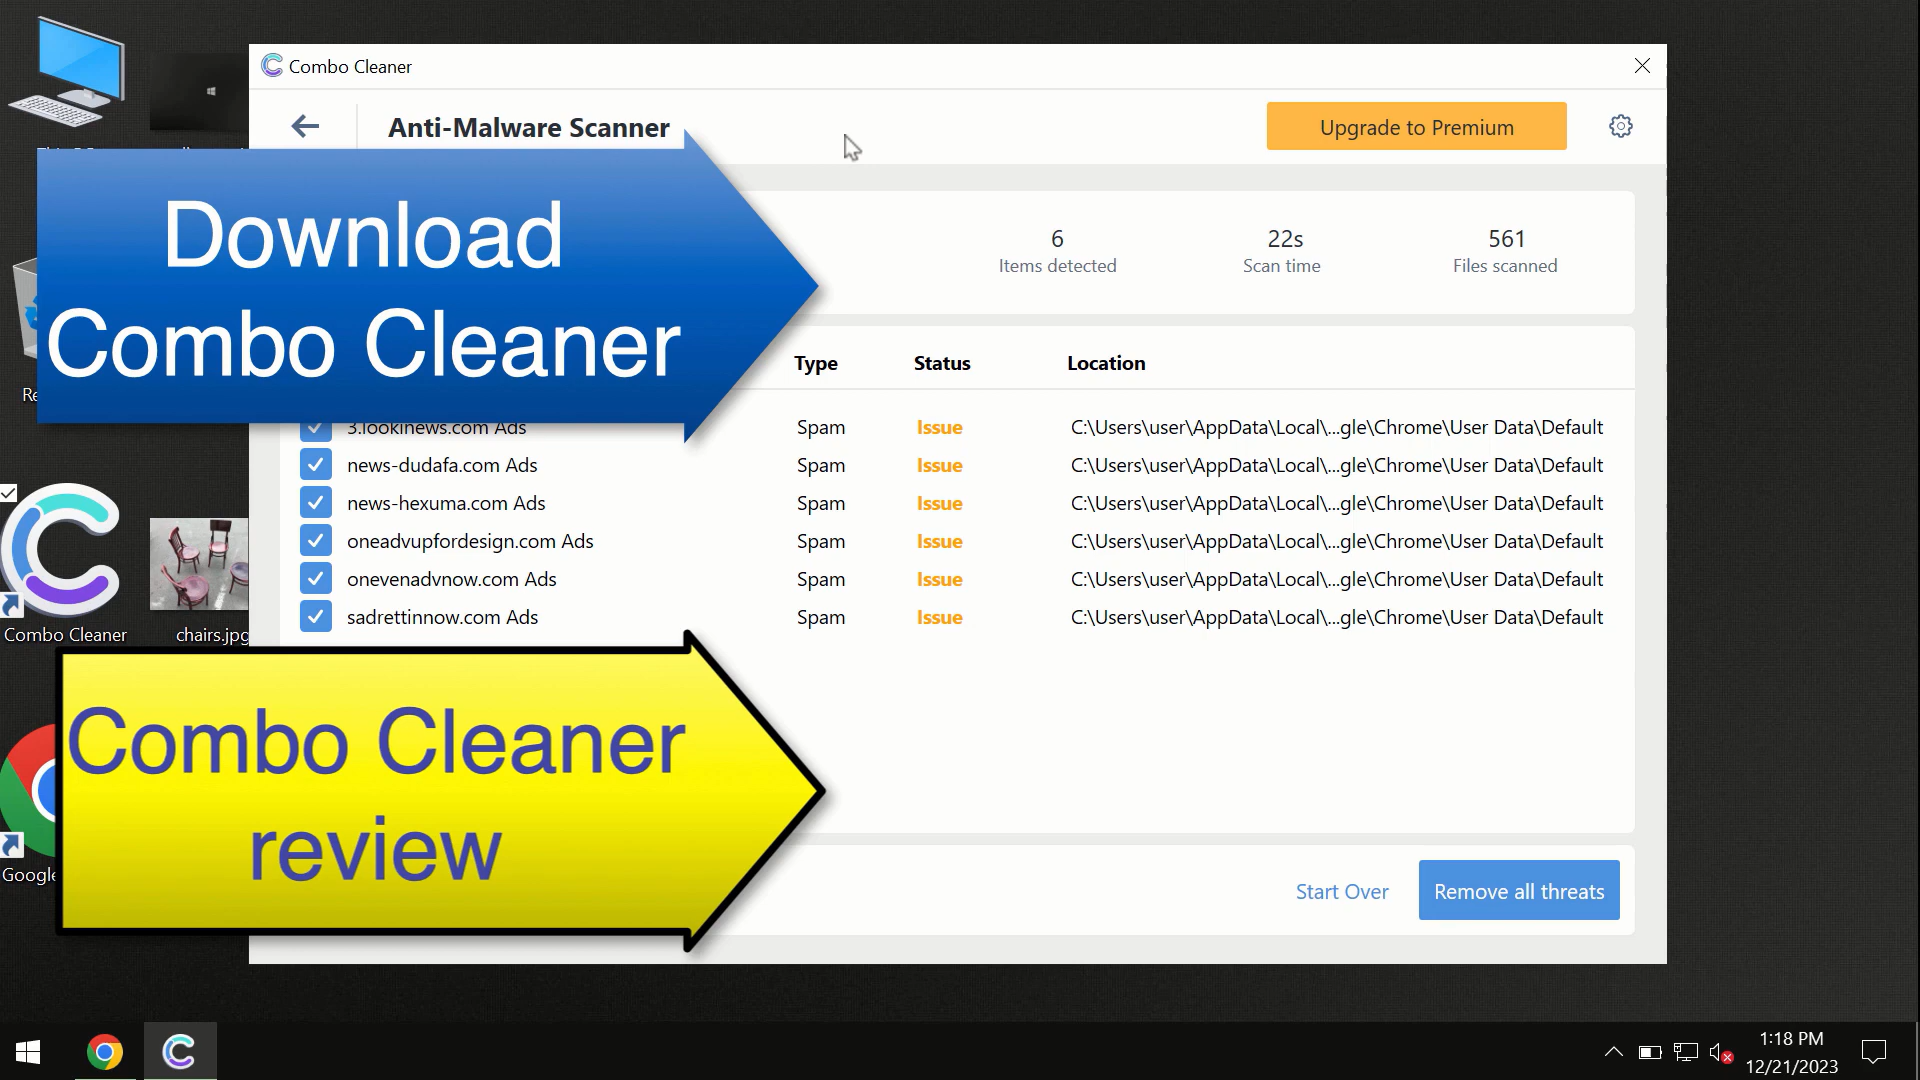 Combo Cleaner
Anti-Malware Scanner
Upgrade to Premium
Download
Combo Cleaner
6
Items detected
22s
Scan time
561
Files scanned
Type Status Location
3.lookinews.com Ads Spam Issue C:\Users\user\AppData\Local\...gle\Chrome\User Data\Default
news-dudafa.com Ads Spam Issue C:\Users\user\AppData\Local\...gle\Chrome\User Data\Default
news-hexuma.com Ads Spam Issue C:\Users\user\AppData\Local\...gle\Chrome\User Data\Default
oneadvupfordesign.com Ads Spam Issue C:\Users\user\AppData\Local\...gle\Chrome\User Data\Default
onevenadvnow.com Ads Spam Issue C:\Users\user\AppData\Local\...gle\Chrome\User Data\Default
sadrettinnow.com Ads Spam Issue C:\Users\user\AppData\Local\...gle\Chrome\User Data\Default
Combo Cleaner
chairs.jpg
Combo Cleaner
review
Google
Start Over
Remove all threats
1:18 PM
12/21/2023